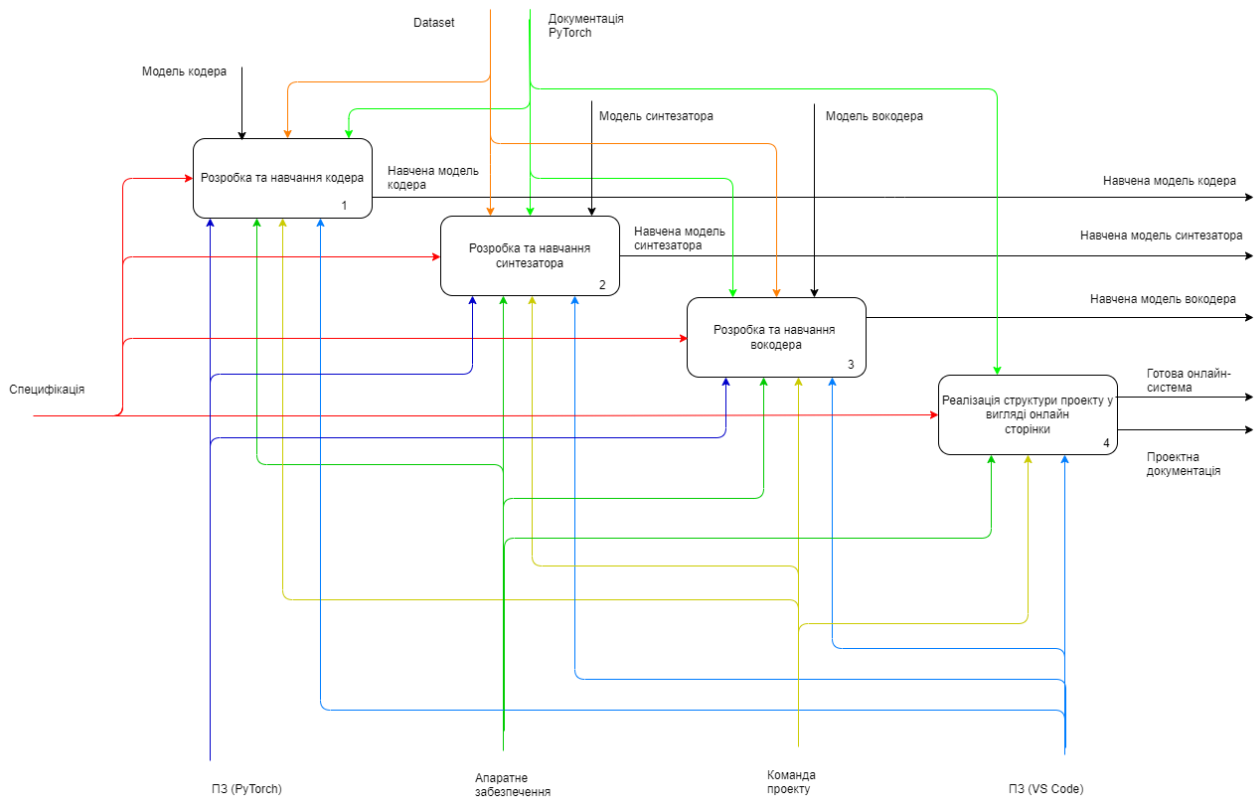 Dataset
Документація
PyTorch
Модель кодера
Модель синтезатора
Модель вокодера
Розробка та навчання кодера
1
Навчена модель
кодера
Навчена модель кодера
Розробка та навчання
синтезатора
2
Навчена модель
синтезатора
Навчена модель синтезатора
Навчена модель вокодера
Розробка та навчання
вокодера
3
Специфікація
Готова онлайн-
система
Реалізація структури проекту у
вигляді онлайн
сторінки
4
Проектна
документація
ПЗ (PyTorch)
Апаратне
забезпечення
Команда
проекту
ПЗ (VS Code)